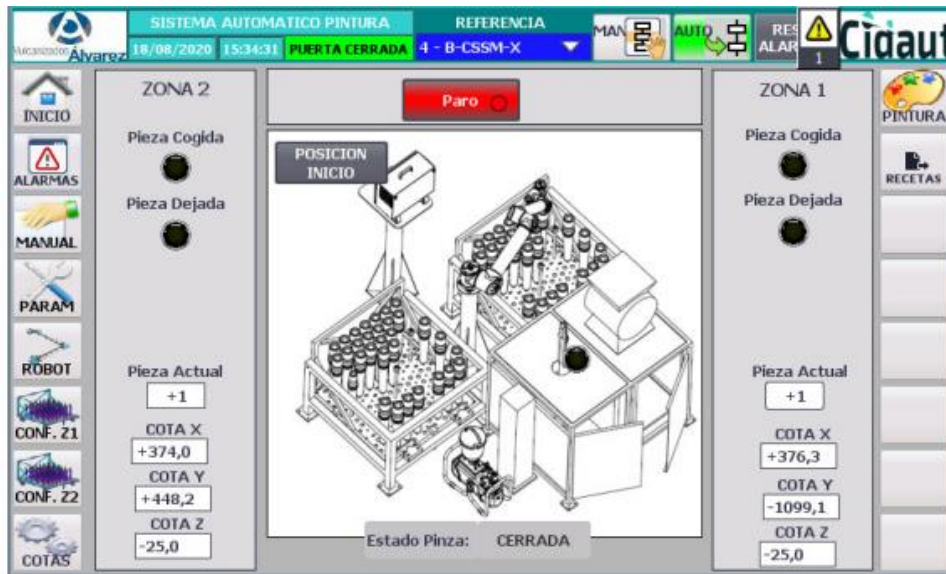 SISTEMA AUTOMATICO PINTURA
REFERENCIA
18/08/2020 15:34:31 PUERTA CERRADA
4 - B-CSSM-X
Álvarez
MAN
AUTO
RES
ALAR
1
Cidaut
INICIO
ALARMAS
MANUAL
PARAM
ROBOT
CONF. Z1
CONF. Z2
COTAS
ZONA 2
Pieza Cogida
Pieza Dejada
Pieza Actual
+1
COTA X
+374,0
COTA Y
+448,2
COTA Z
-25,0
Paro
POSICION
INICIO
Estado Pinza: CERRADA
ZONA 1
Pieza Cogida
Pieza Dejada
Pieza Actual
+1
COTA X
+376,3
COTA Y
-1099,1
COTA Z
-25,0
PINTURA
RECETAS